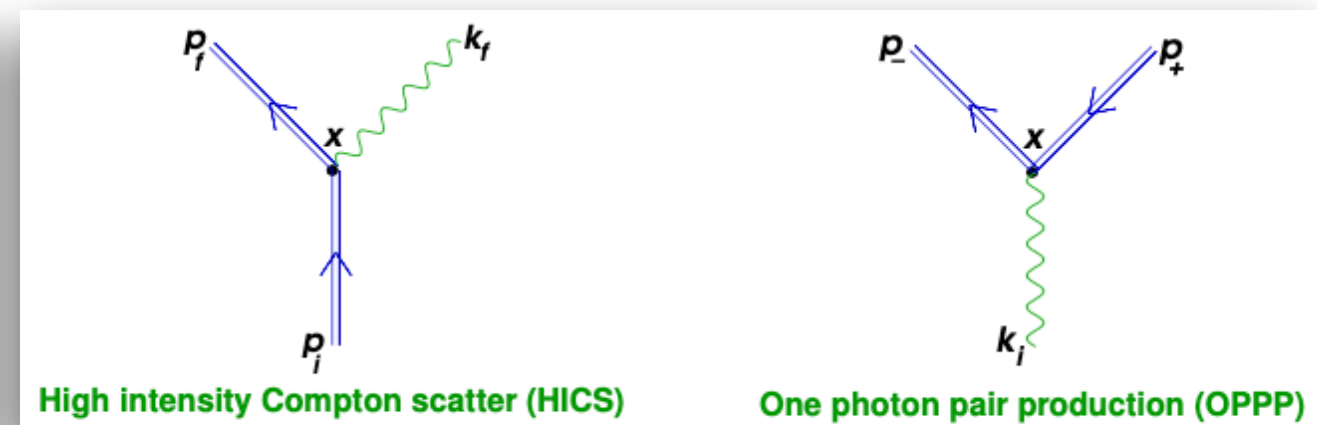 p_f k_f p_- p_+
x x
p_i k_i
High intensity Compton scatter (HICS) One photon pair production (OPPP)